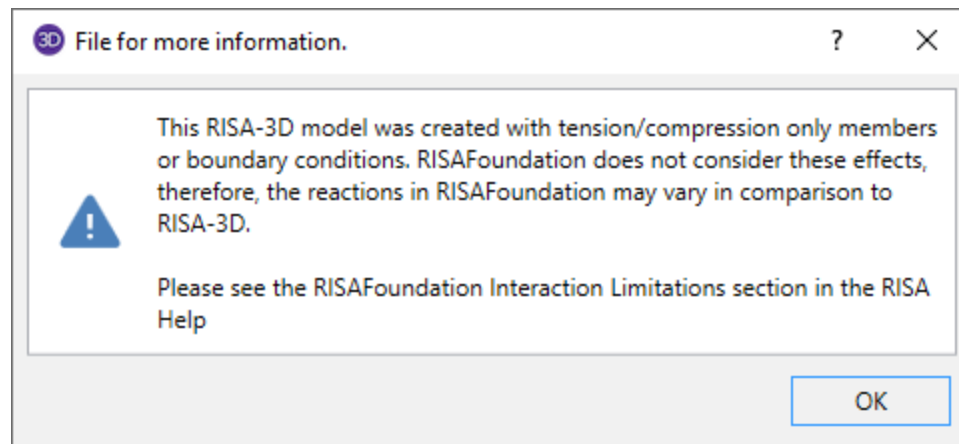 3D File for more information. ? X
This RISA-3D model was created with tension/compression only members
or boundary conditions. RISAFoundation does not consider these effects,
therefore, the reactions in RISAFoundation may vary in comparison to
RISA-3D.
Please see the RISAFoundation Interaction Limitations section in the RISA
Help
OK